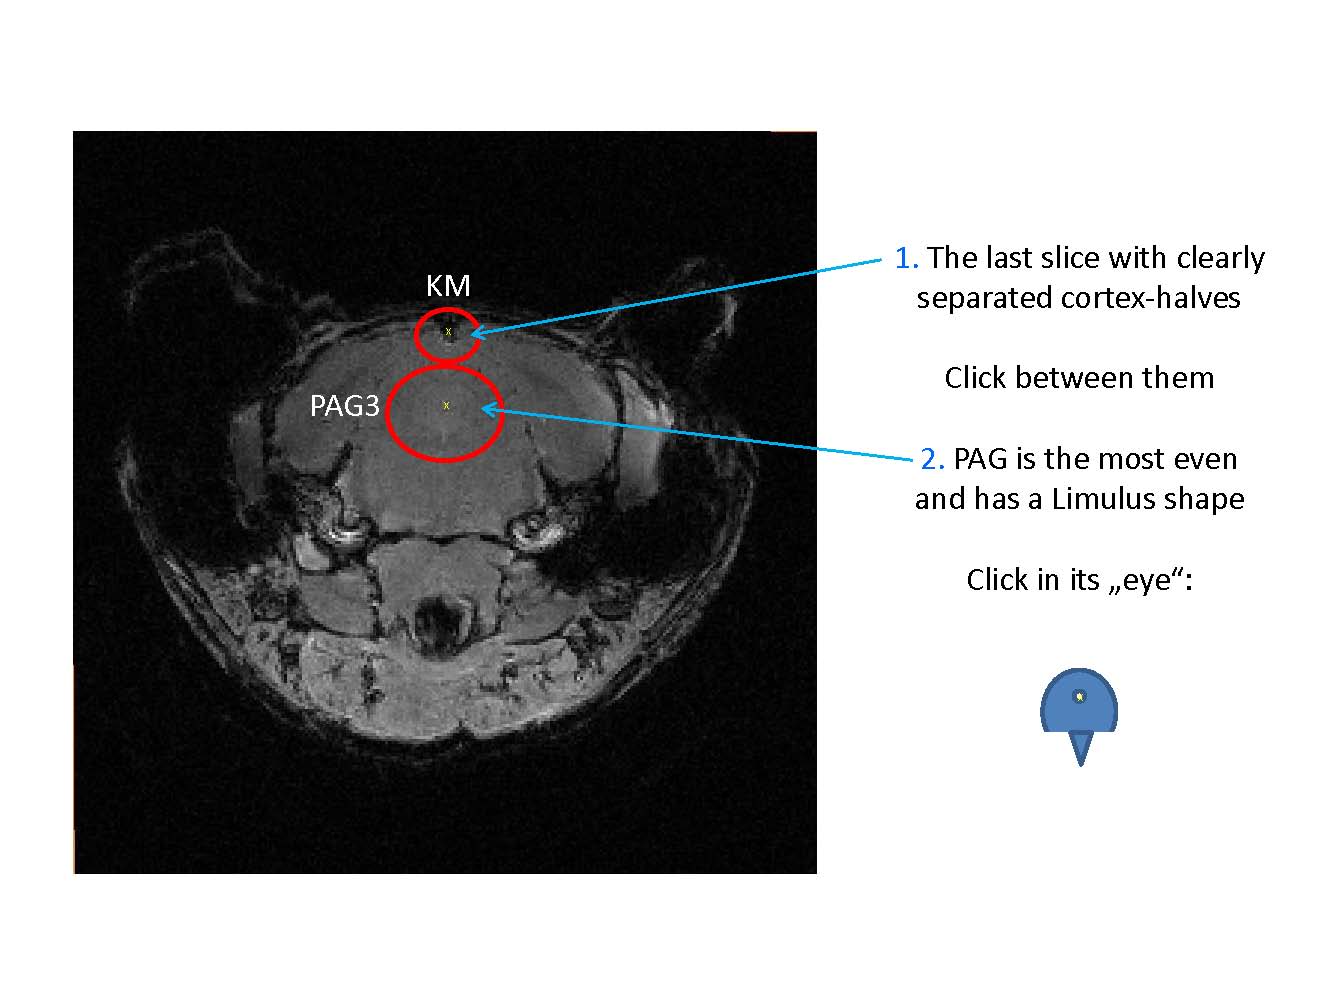 KM
PAG3
1. The last slice with clearly
separated cortex-halves
Click between them
2. PAG is the most even
and has a Limulus shape
Click in its „eye“:
x
x